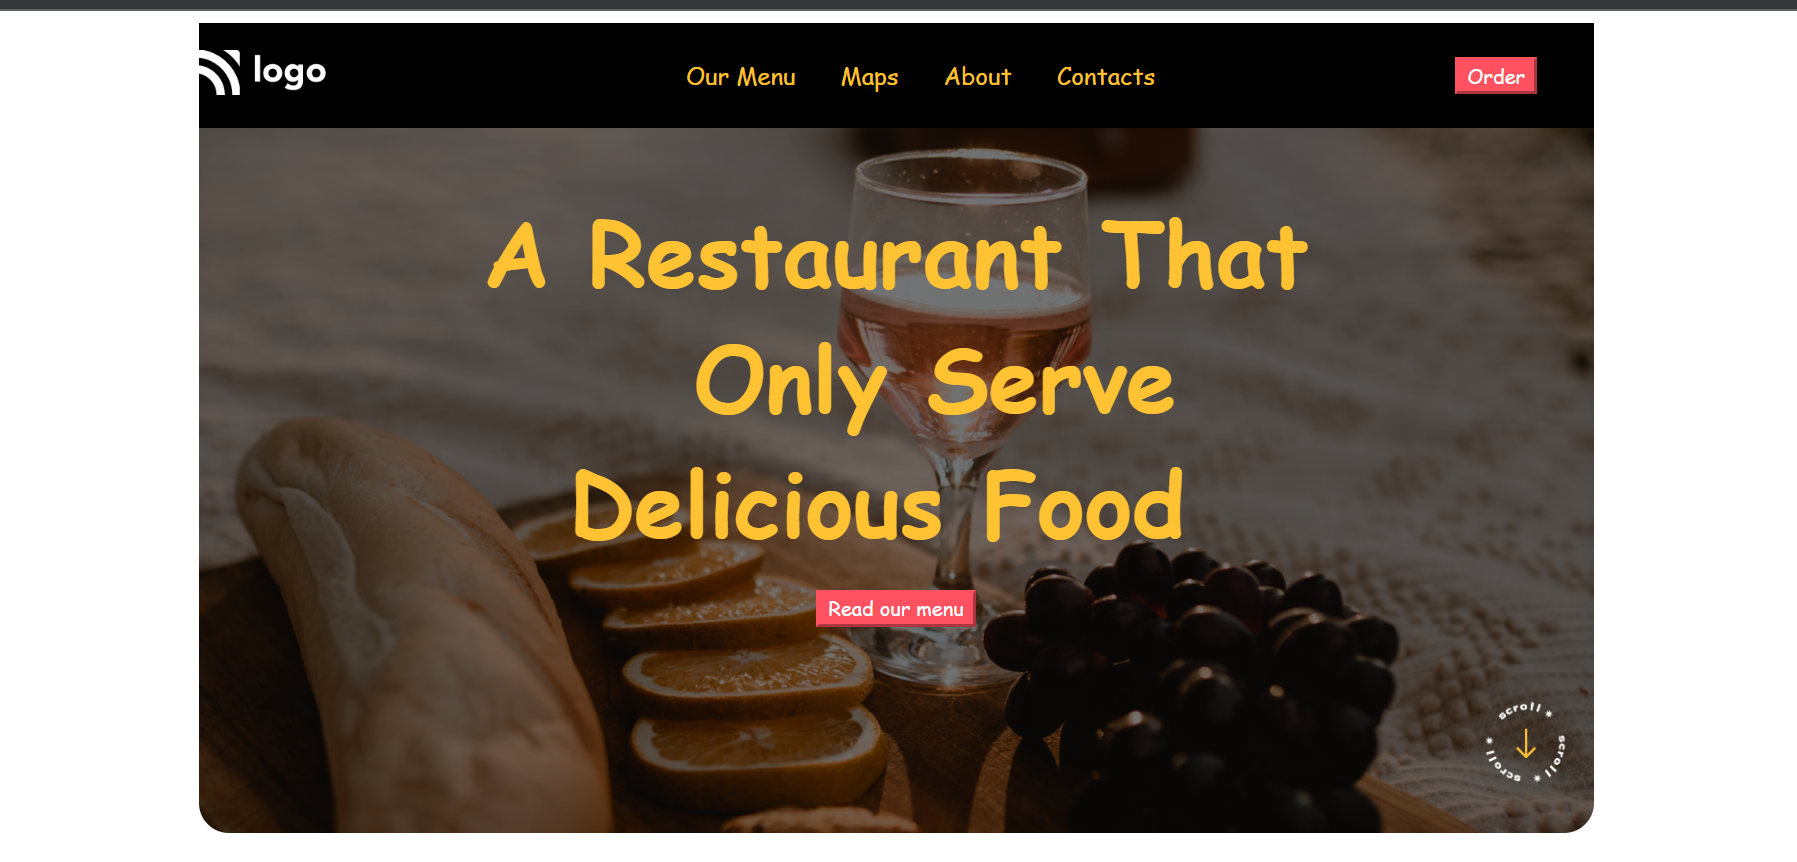 logo
Our Menu Maps About Contacts
Order
A Restaurant That
Only Serve
Delicious Food
Read our menu
scroll * scroll * scroll *